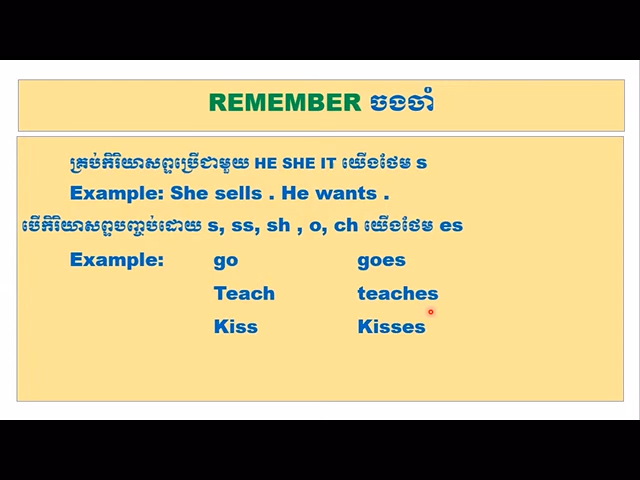 REMEMBER ចងចាំ
គ្រប់កិរិយាសព្ទប្រើជាមួយ HE SHE IT យើងថែម s
Example: She sells . He wants .
បើកិរិយាសព្ទបញ្ចប់ដោយ s, ss, sh , o, ch យើងថែម es
Example: go goes
Teach teaches
Kiss Kisses